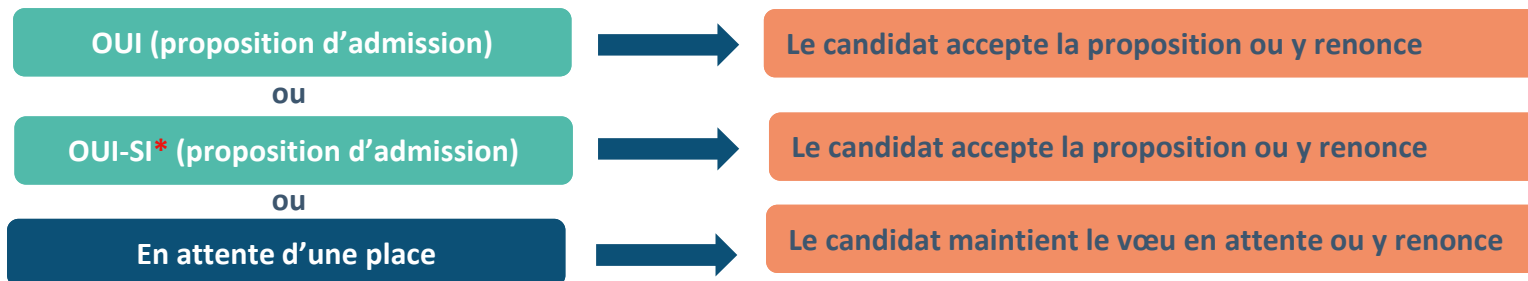 OUI (proposition d’admission)
Le candidat accepte la proposition ou y renonce
ou
OUI-SI* (proposition d’admission)
Le candidat accepte la proposition ou y renonce
ou
En attente d’une place
Le candidat maintient le vœu en attente ou y renonce